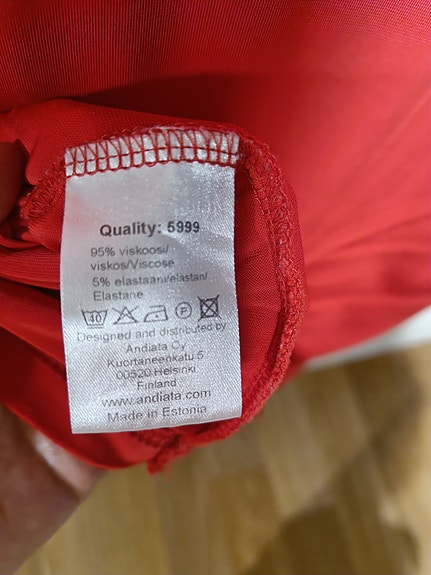 Quality: 5999
95% viskoosi/
viskos/Viscose
5% elastaani/elastan/
Elastane
40 P
Designed and distributed by
Andiata Oy
Kuortaneenkatu 5
00520 Helsinki
Finland
www.andiata.com
Made in Estonia